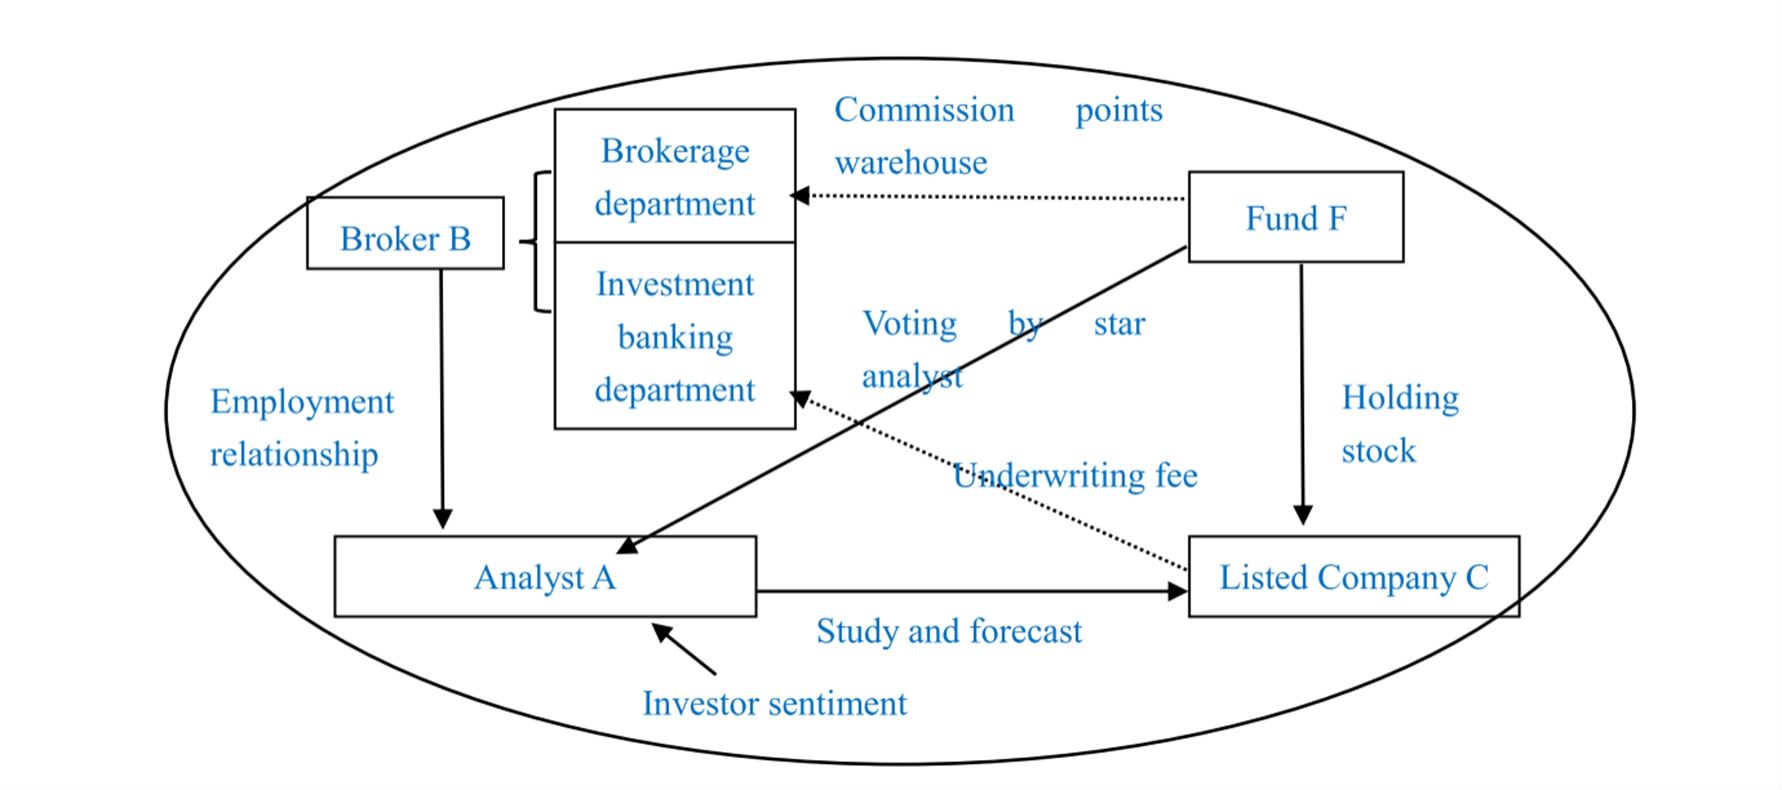 Commission points
warehouse
Brokerage
department
Broker B
Fund F
Investment
banking
department
Voting by star
analyst
Employment
relationship
Holding
stock
Underwriting fee
Analyst A
Listed Company C
Study and forecast
Investor sentiment